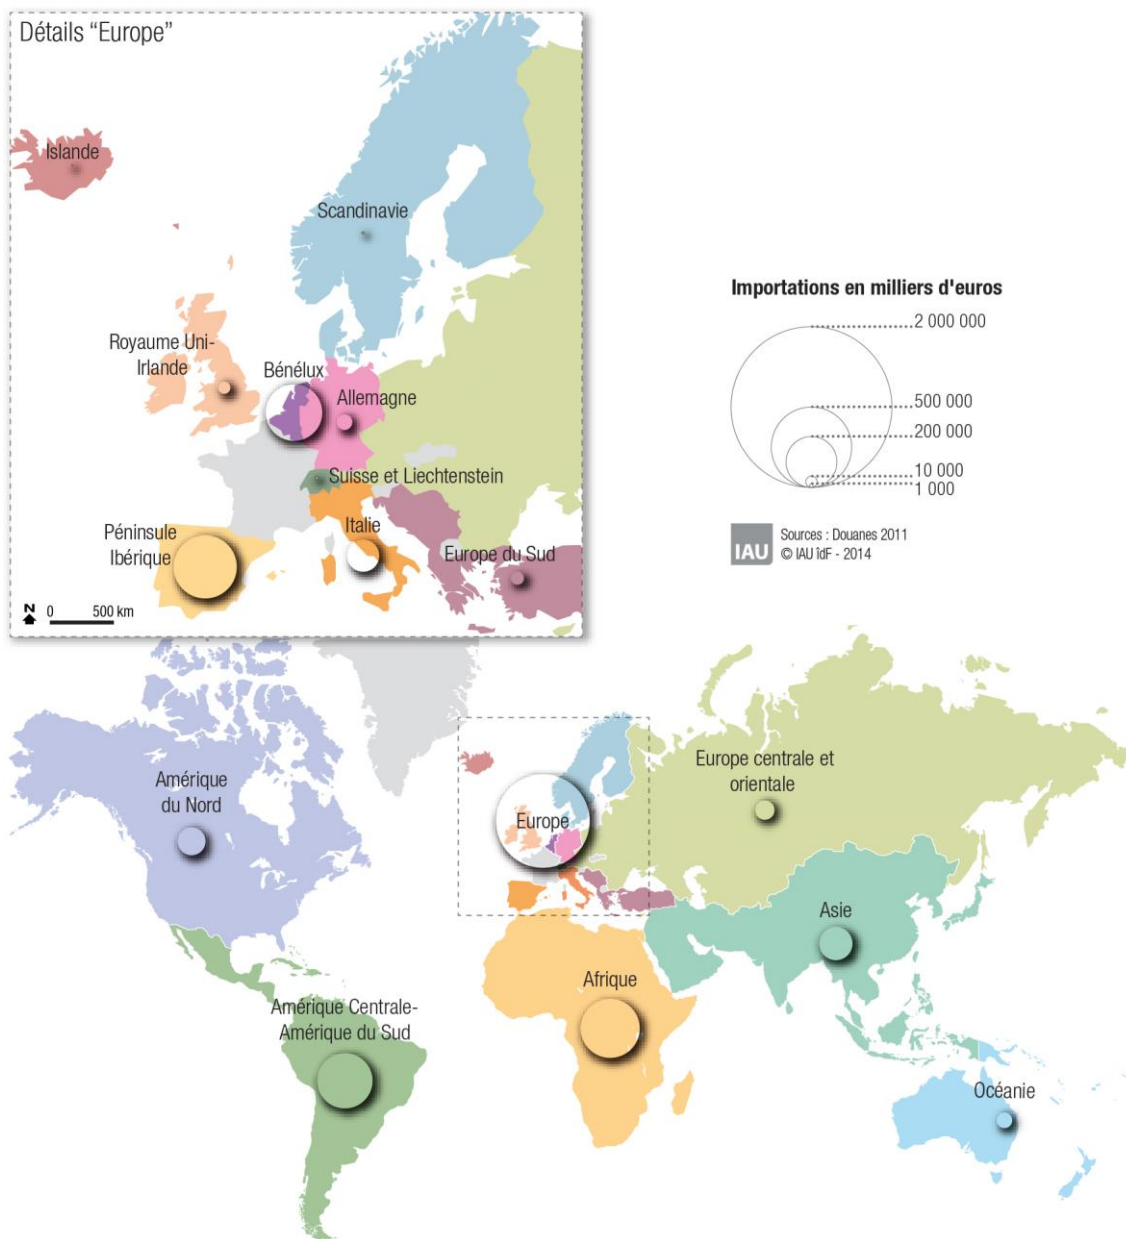 Détails “Europe”
Islande
Scandinavie
Royaume Uni-
Irlande
Bénélux
Allemagne
Suisse et Liechtenstein
Péninsule
Ibérique
Italie
Europe du Sud
N
0 500 km
Importations en milliers d'euros
2 000 000
500 000
200 000
10 000
1 000
IAU
Sources : Douanes 2011
© IAU îdF - 2014
Amérique
du Nord
Europe
Europe centrale et
orientale
Asie
Afrique
Amérique Centrale-
Amérique du Sud
Océanie